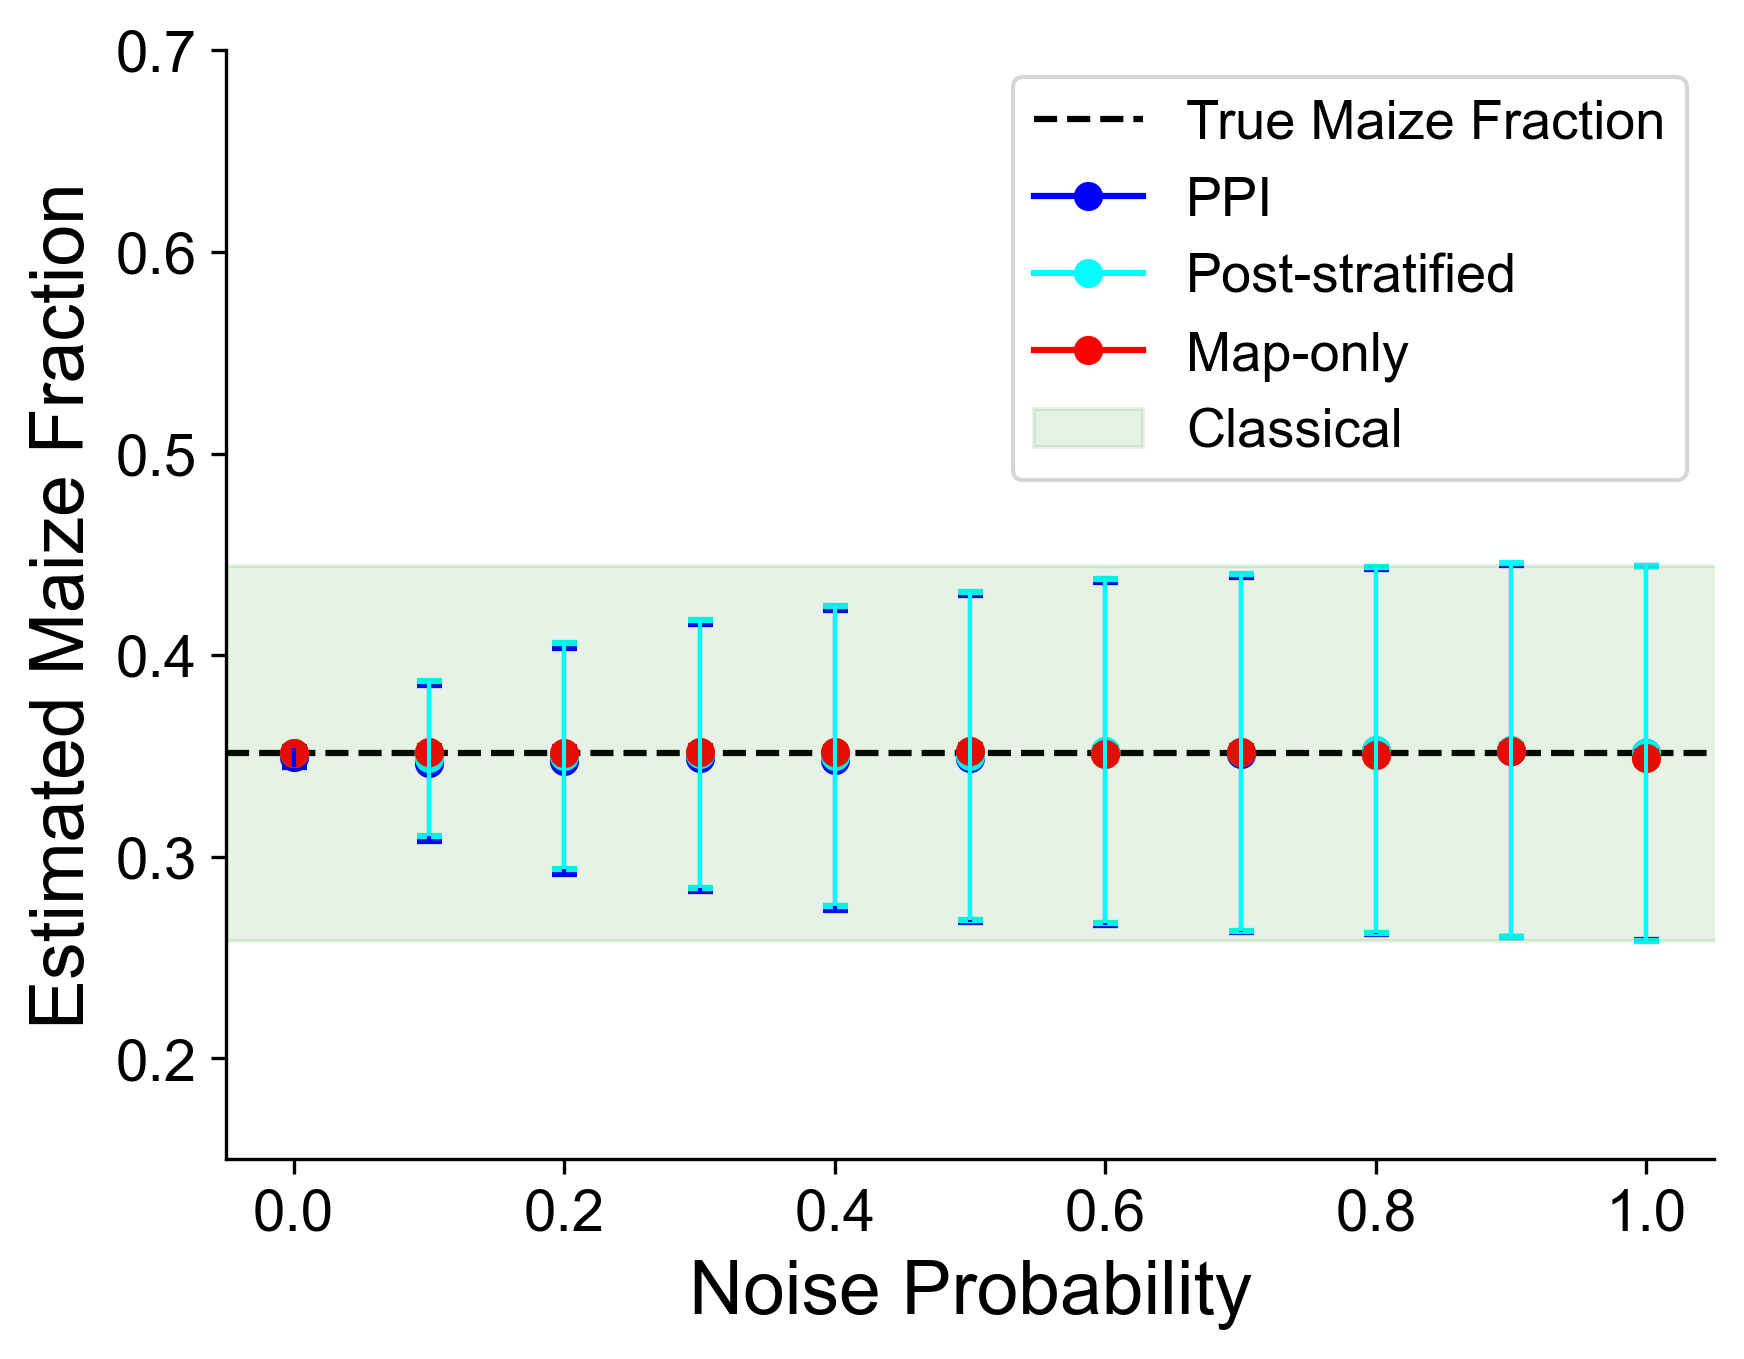 0.7
0.6
0.5
0.4
0.3
0.2
Estimated Maize Fraction
True Maize Fraction
PPI
Post-stratified
Map-only
Classical
0.0 0.2 0.4 0.6 0.8 1.0
Noise Probability